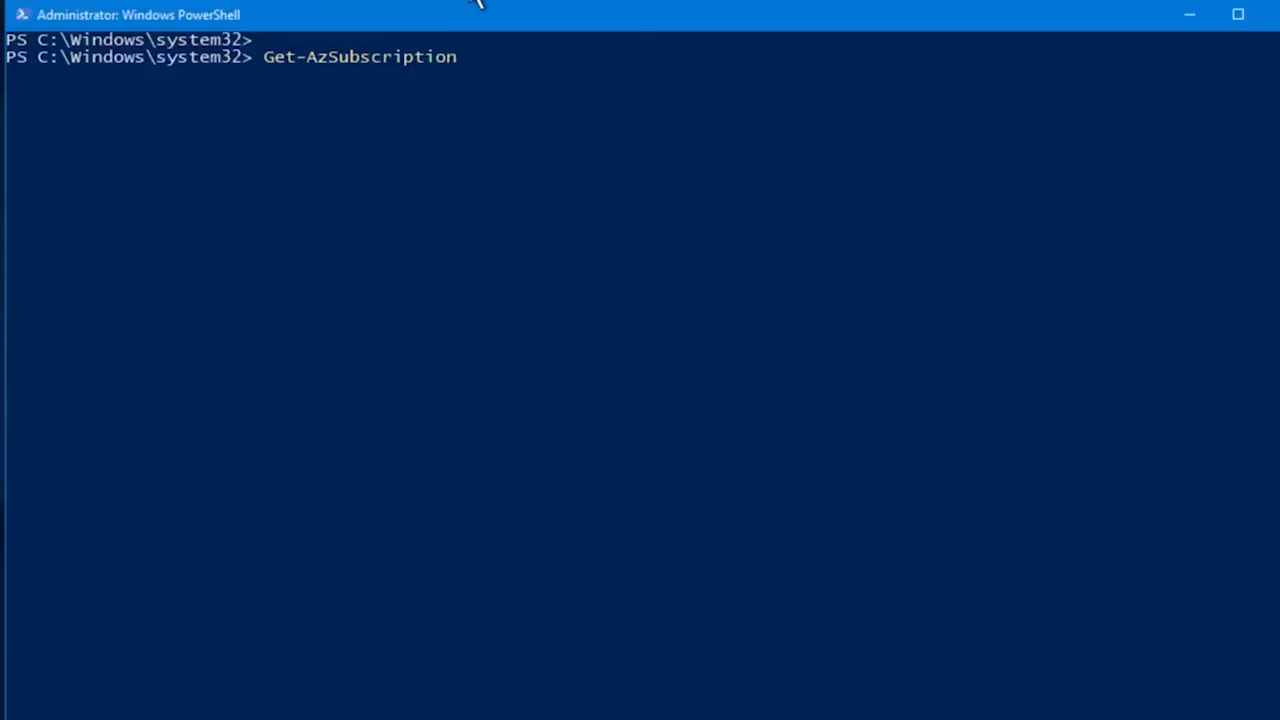 Administrator: Windows PowerShell
PS C:\Windows\system32>
PS C:\Windows\system32> Get-AzSubscription